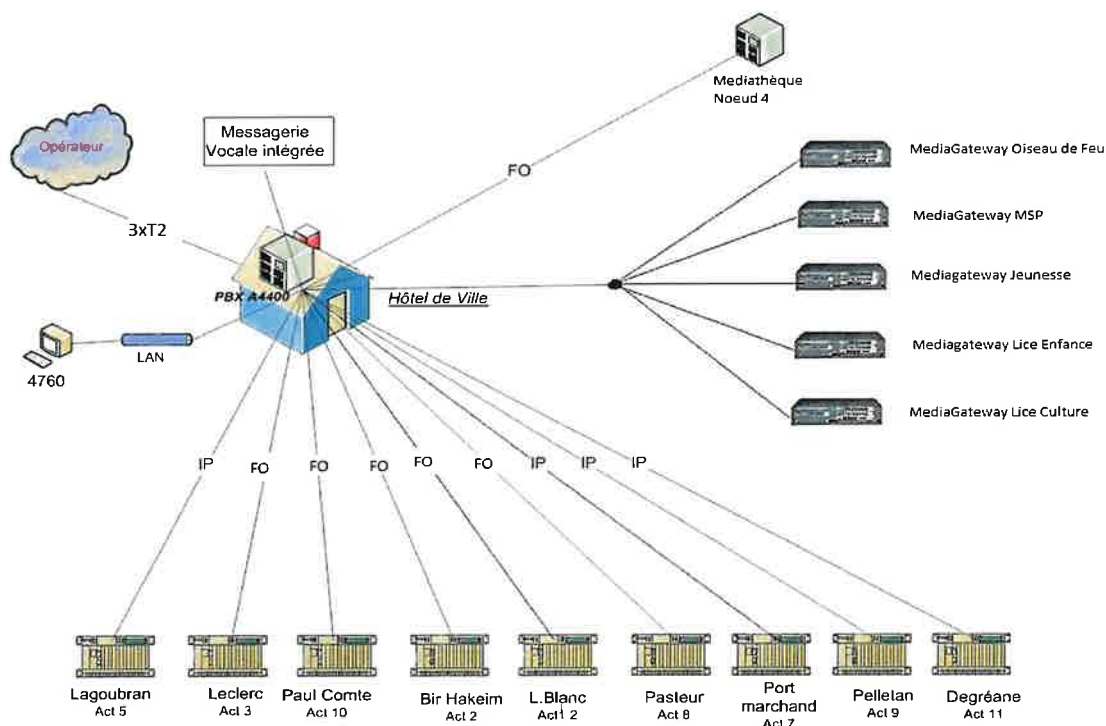 Mediathèque
Noeud 4
Opérateur
Messagerie
Vocale intégrée
FO
3xT2
MediaGateway Oiseau de Feu
MediaGateway MSP
Mediagateway Jeunesse
Mediagateway Lice Enfance
MediaGateway Lice Culture
PBX A4400
Hôtel de Ville
LAN
4760
IP
FO
FO
FO
FO
FO
IP
IP
IP
Lagoubran
Act 5
Leclerc
Act 3
Paul Comte
Act 10
Bir Hakeim
Act 2
L.Blanc
Pasteur
Act 8
Port
marchand
Act 7
Pelletan
Act 9
Degréane
Act 11